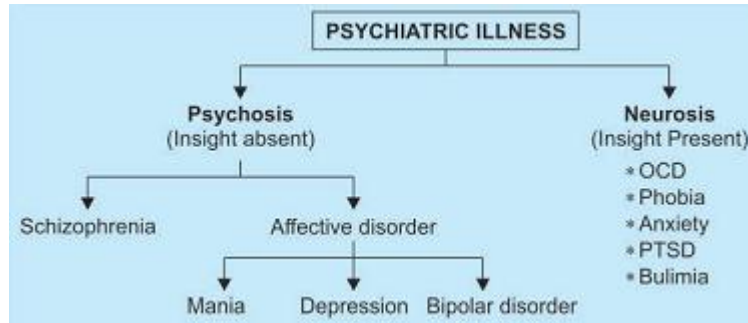 PSYCHIATRIC ILLNESS
Psychosis
(Insight absent)
Neurosis
(Insight Present)
* OCD
* Phobia
* Anxiety
* PTSD
* Bulimia
Schizophrenia
Affective disorder
Mania
Depression
Bipolar disorder